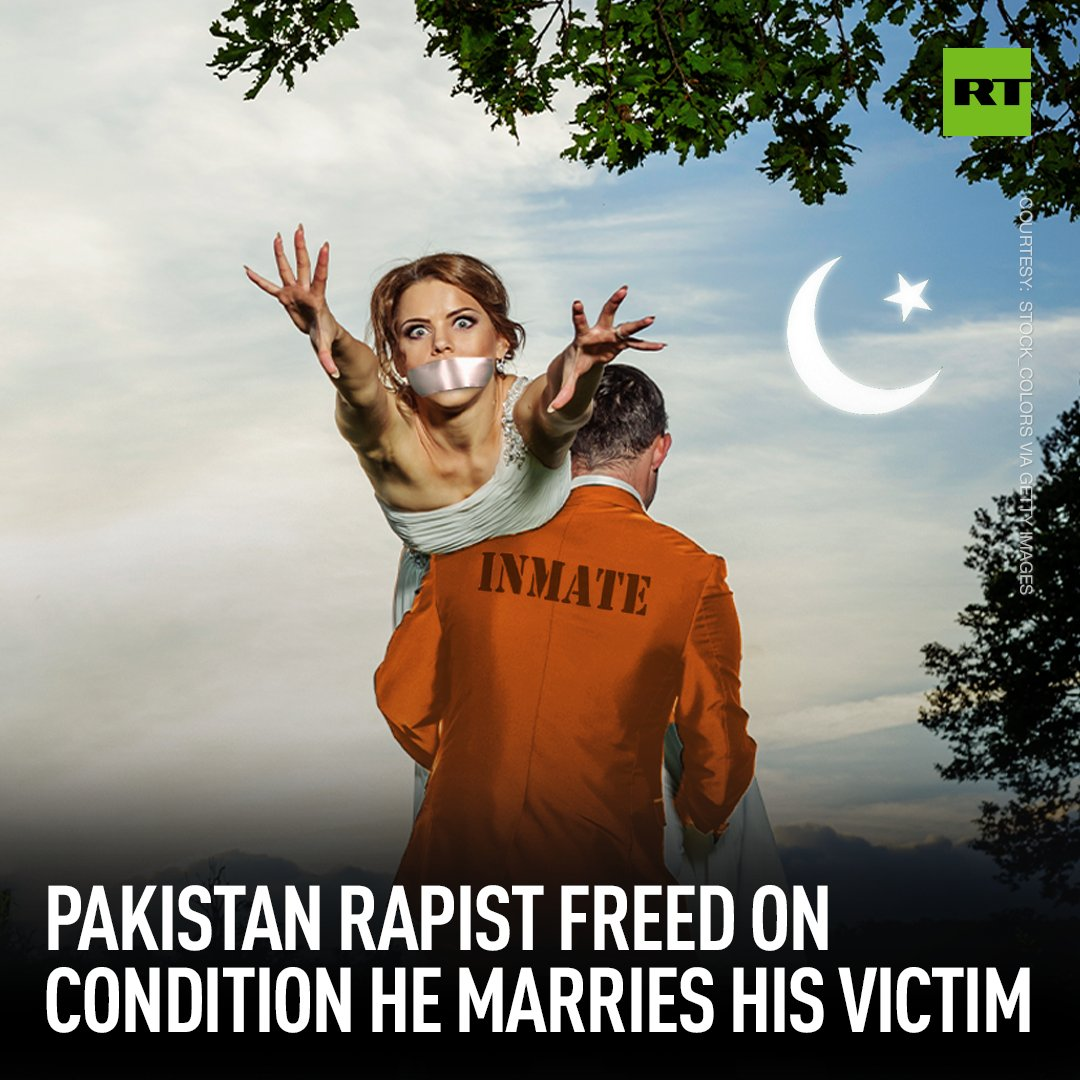 RT
COURTESY: STOCK_COLORS VIA GETTY IMAGES
INMATE
PAKISTAN RAPIST FREED ON
CONDITION HE MARRIES HIS VICTIM